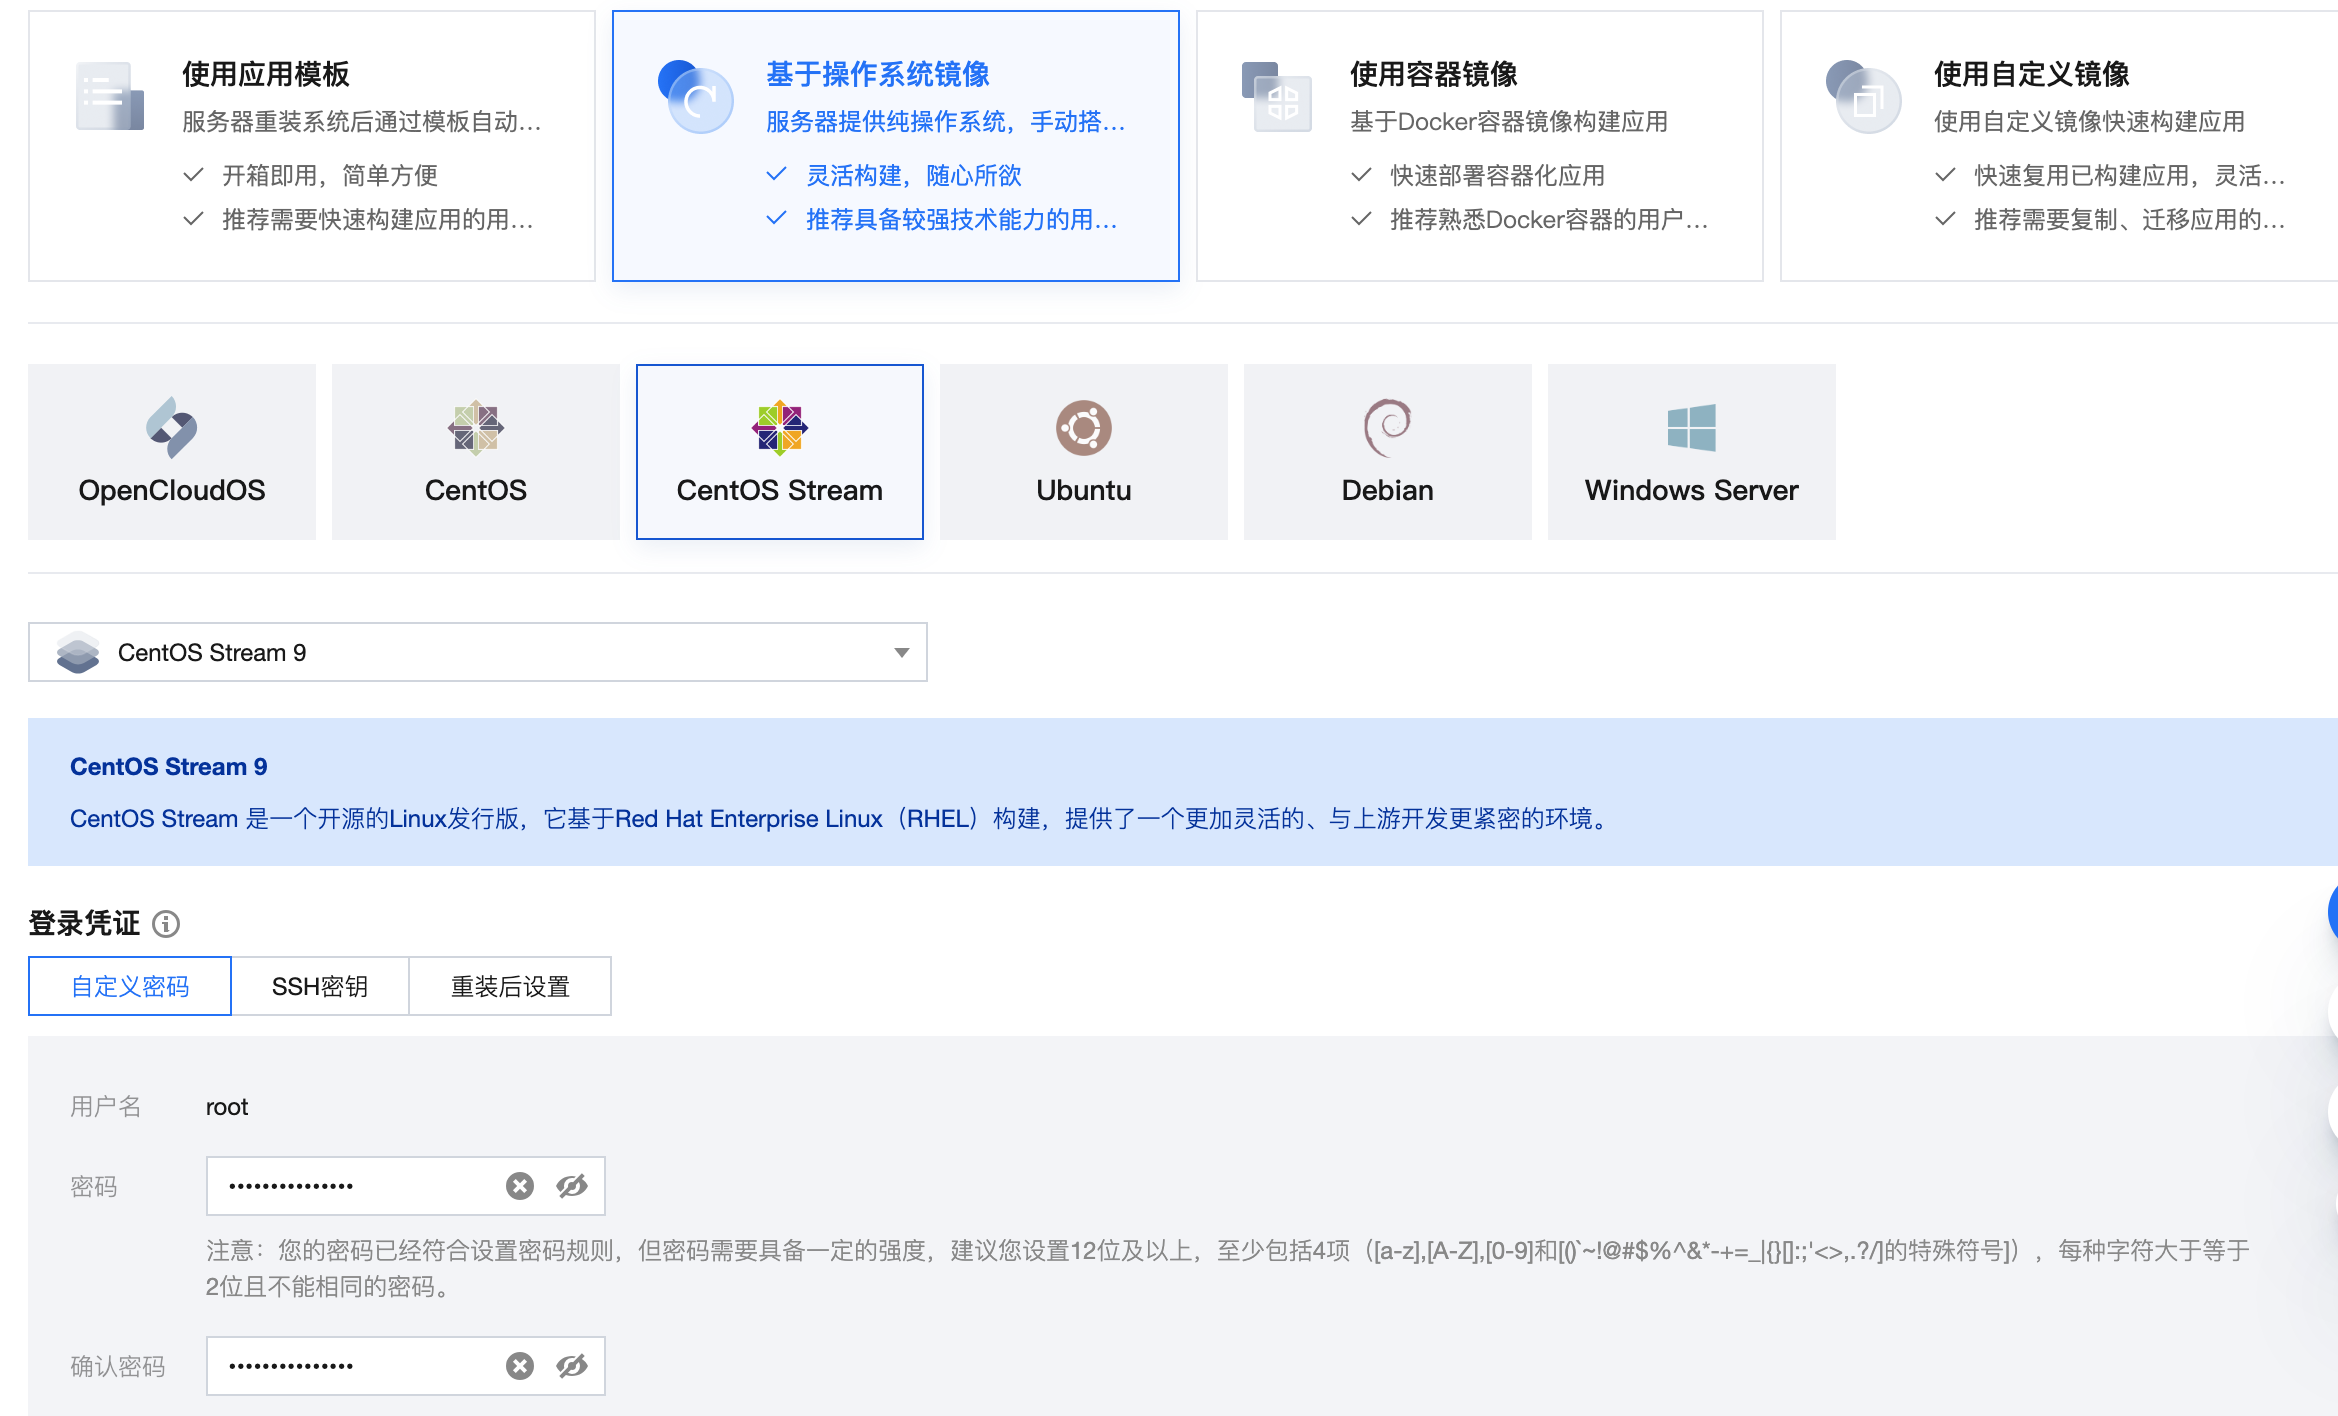 使用应用模板
服务器重装系统后通过模板自动...
开箱即用，简单方便
推荐需要快速构建应用的用...
基于操作系统镜像
服务器提供纯操作系统，手动搭...
灵活构建，随心所欲
推荐具备较强技术能力的用...
使用容器镜像
基于Docker容器镜像构建应用
快速部署容器化应用
推荐熟悉Docker容器的用户...
使用自定义镜像
使用自定义镜像快速构建应用
快速复用已构建应用，灵活...
推荐需要复制、迁移应用的...
OpenCloudOS
CentOS
CentOS Stream
Ubuntu
Debian
Windows Server
CentOS Stream 9
CentOS Stream 9
CentOS Stream 是一个开源的Linux发行版，它基于Red Hat Enterprise Linux（RHEL）构建，提供了一个更加灵活的、与上游开发更紧密的环境。
登录凭证
自定义密码
SSH密钥
重装后设置
用户名
root
密码
•••••••••••••••
注意：您的密码已经符合设置密码规则，但密码需要具备一定的强度，建议您设置12位及以上，至少包括4项（[a-z],[A-Z],[0-9]和[()`~!@#$%^&*-+=_|{}[]:;'<>,.?/]的特殊符号]），每种字符大于等于
2位且不能相同的密码。
确认密码
•••••••••••••••